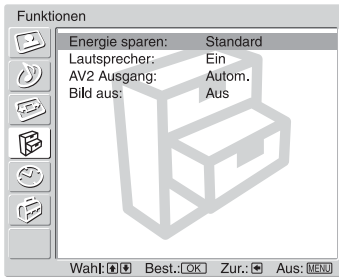 Funktionen
Energie sparen: Standard
Lautsprecher: Ein
AV2 Ausgang: Autom.
Bild aus: Aus
Wahl: Best.: OK Zur.: Aus: MENU